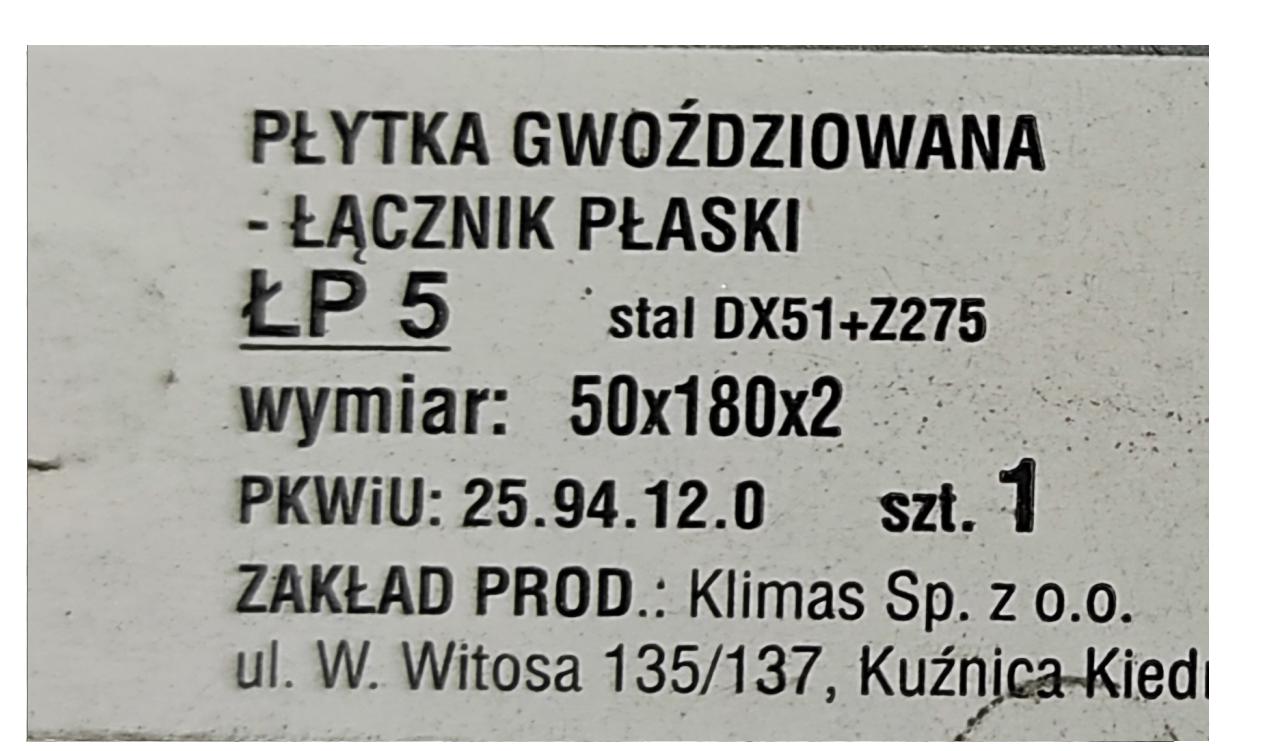 PŁYTKA GWOŹDZIOWANA
- ŁĄCZNIK PŁASKI
ŁP 5 stal DX51+Z275
wymiar: 50x180x2
PKWiU: 25.94.12.0 szt. 1
ZAKŁAD PROD.: Klimas Sp. z o.o.
ul. W. Witosa 135/137, Kuźnica